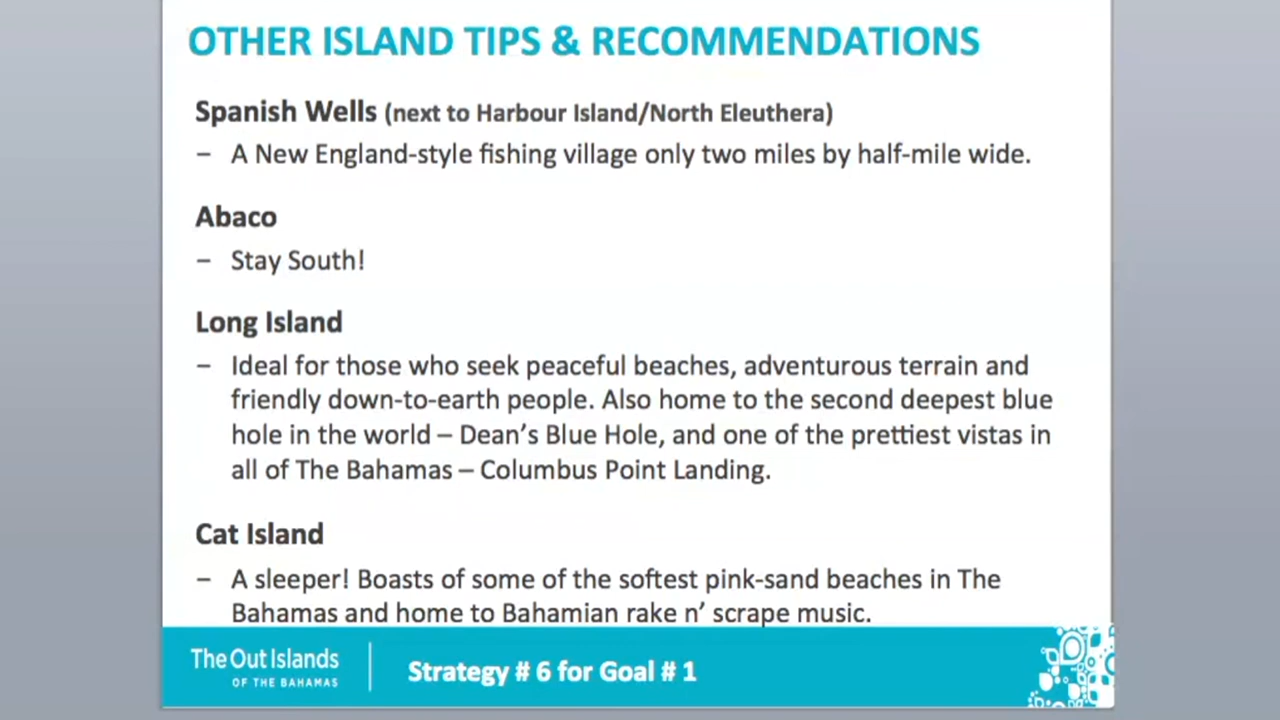 OTHER ISLAND TIPS & RECOMMENDATIONS
Spanish Wells (next to Harbour Island/North Eleuthera)
– A New England-style fishing village only two miles by half-mile wide.
Abaco
– Stay South!
Long Island
– Ideal for those who seek peaceful beaches, adventurous terrain and
friendly down-to-earth people. Also home to the second deepest blue
hole in the world – Dean's Blue Hole, and one of the prettiest vistas in
all of The Bahamas – Columbus Point Landing.
Cat Island
– A sleeper! Boasts of some of the softest pink-sand beaches in The
Bahamas and home to Bahamian rake n’ scrape music.
The Out Islands
OF THE BAHAMAS
Strategy # 6 for Goal # 1